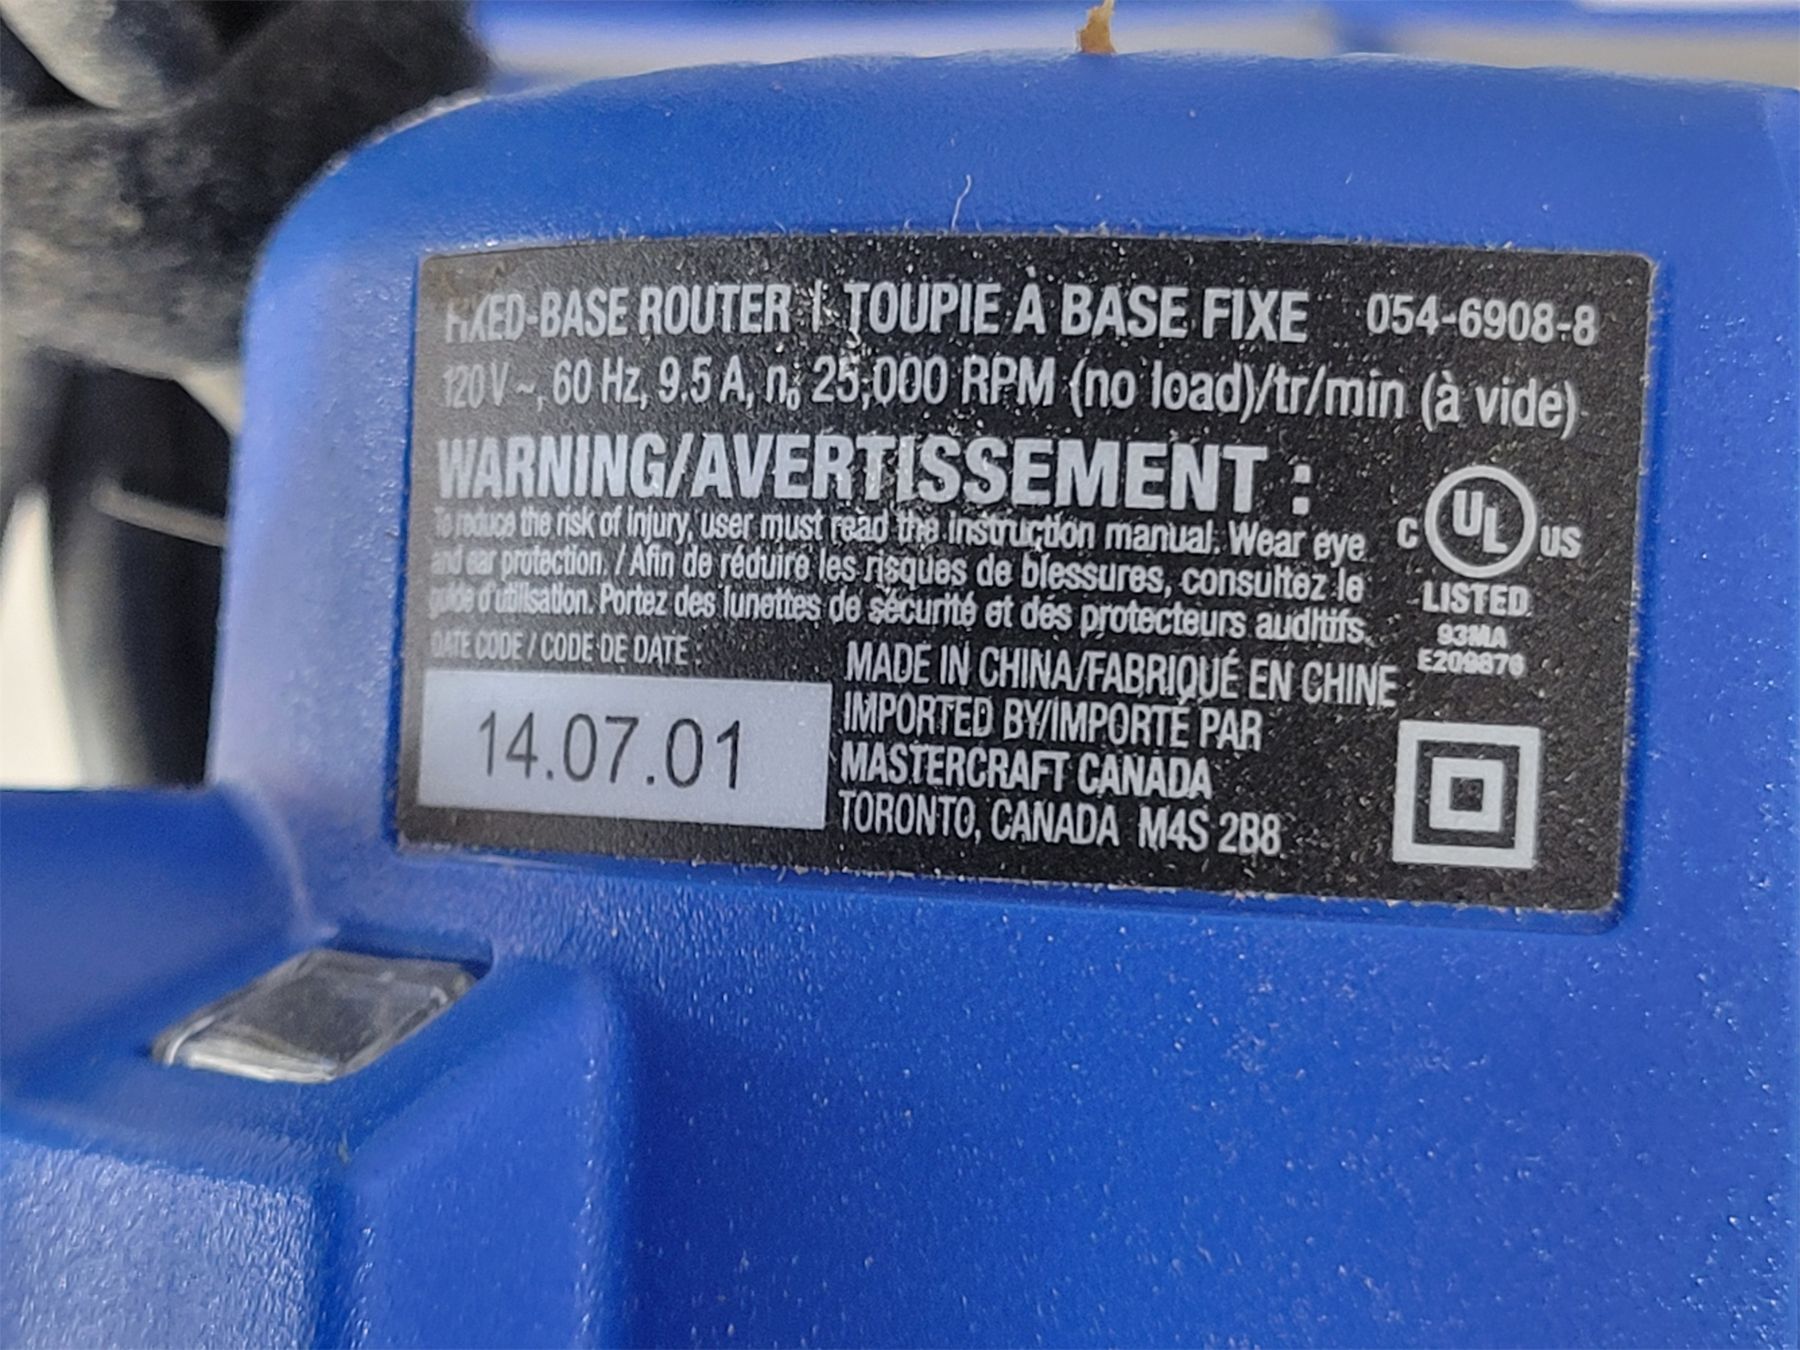 FIXED-BASE ROUTER | TOUPIE À BASE FIXE 054-6908-8
120 V ~, 60 Hz, 9.5 A, n₀ 25,000 RPM (no load)/tr/min (à vide)
WARNING/AVERTISSEMENT :
To reduce the risk of injury, user must read the instruction manual. Wear eye
and ear protection. / Afin de réduire les risques de blessures, consultez le
guide d'utilisation. Portez des lunettes de sécurité et des protecteurs auditifs.
C UL US
LISTED
93MA
E209876
DATE CODE / CODE DE DATE :
14.07.01
MADE IN CHINA/FABRIQUÉ EN CHINE
IMPORTED BY/IMPORTÉ PAR
MASTERCRAFT CANADA
TORONTO, CANADA M4S 2B8